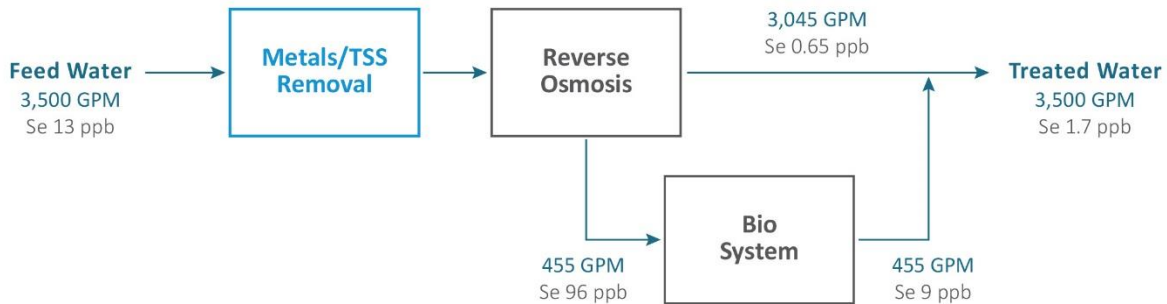 3,045 GPM
Se 0.65 ppb
Feed Water
3,500 GPM
Se 13 ppb
Metals/TSS
Removal
Reverse
Osmosis
Treated Water
3,500 GPM
Se 1.7 ppb
Bio
System
455 GPM
Se 96 ppb
455 GPM
Se 9 ppb